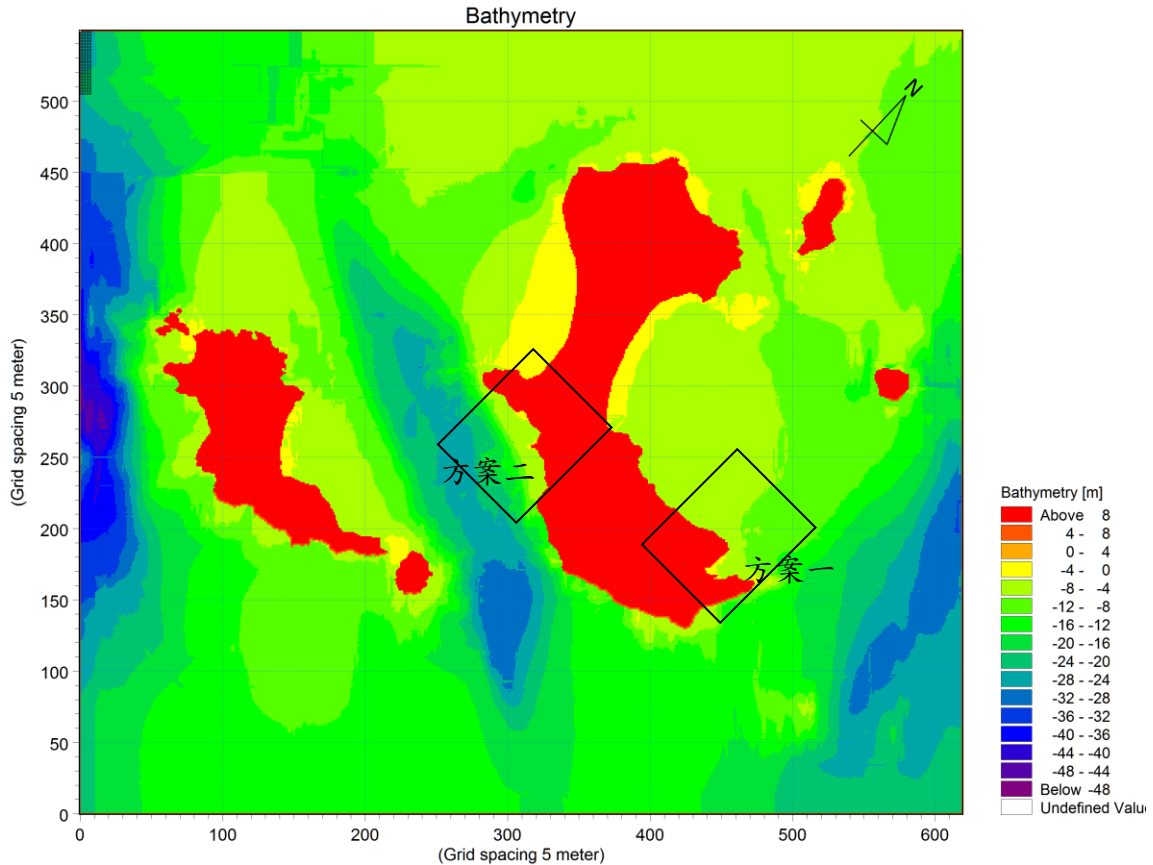 Bathymetry
N
500
450
400
350
300
250
200
150
100
50
0
(Grid spacing 5 meter)
方案二
方案一
0 100 200 300 400 500 600
(Grid spacing 5 meter)
Bathymetry [m]
Above 8
4 - 8
0 - 4
-4 - 0
-8 - -4
-12 - -8
-16 - -12
-20 - -16
-24 - -20
-28 - -24
-32 - -28
-36 - -32
-40 - -36
-44 - -40
-48 - -44
Below -48
Undefined Valu